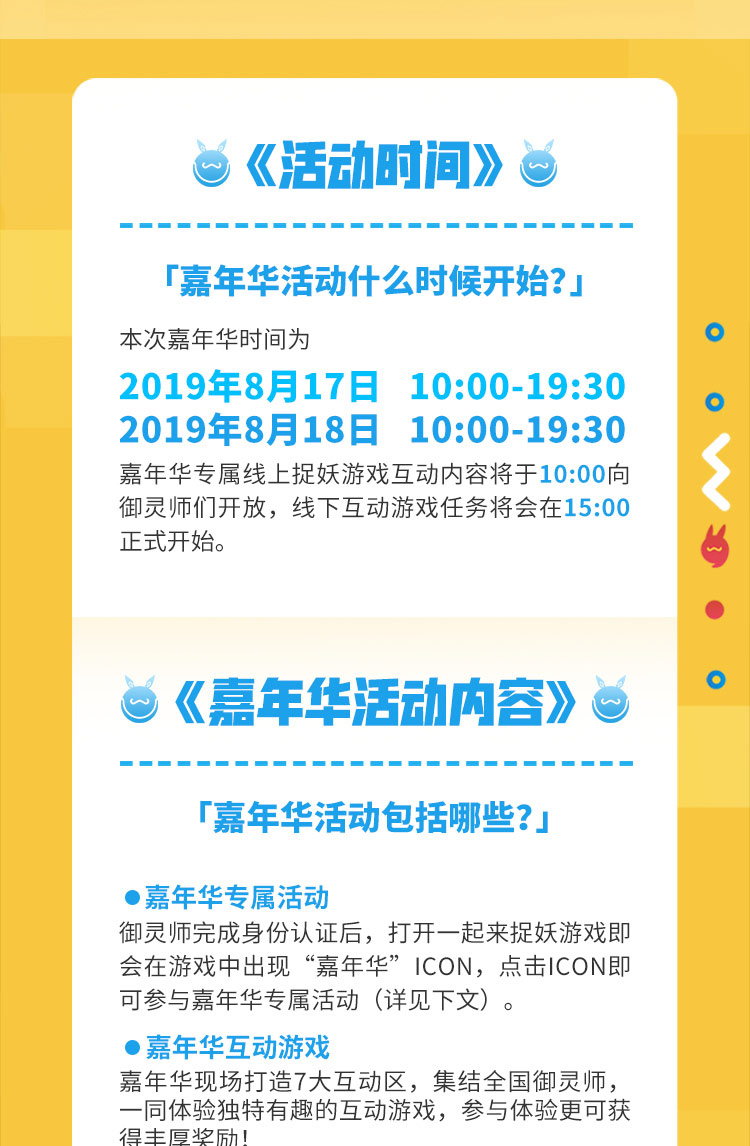 《活动时间》
「嘉年华活动什么时候开始?」
本次嘉年华时间为
2019年8月17日 10:00-19:30
2019年8月18日 10:00-19:30
嘉年华专属线上捉妖游戏互动内容将于10:00向
御灵师们开放，线下互动游戏任务将会在15:00
正式开始。
《嘉年华活动内容》
「嘉年华活动包括哪些?」
●嘉年华专属活动
御灵师完成身份认证后，打开一起来捉妖游戏即
会在游戏中出现“嘉年华”ICON，点击ICON即
可参与嘉年华专属活动（详见下文）。
●嘉年华互动游戏
嘉年华现场打造7大互动区，集结全国御灵师，
一同体验独特有趣的互动游戏，参与体验更可获
得丰厚奖励！